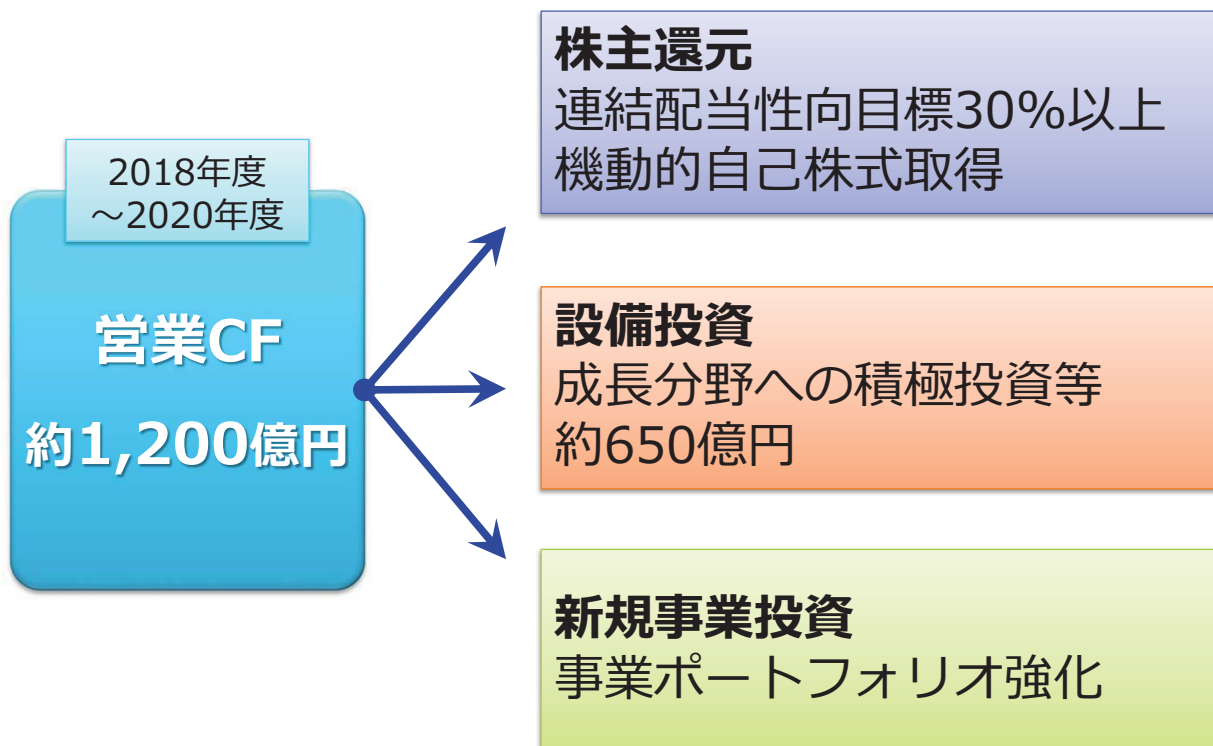 2018年度
～2020年度
営業CF
約1,200億円
株主還元
連結配当性向目標30%以上
機動的自己株式取得
設備投資
成長分野への積極投資等
約650億円
新規事業投資
事業ポートフォリオ強化